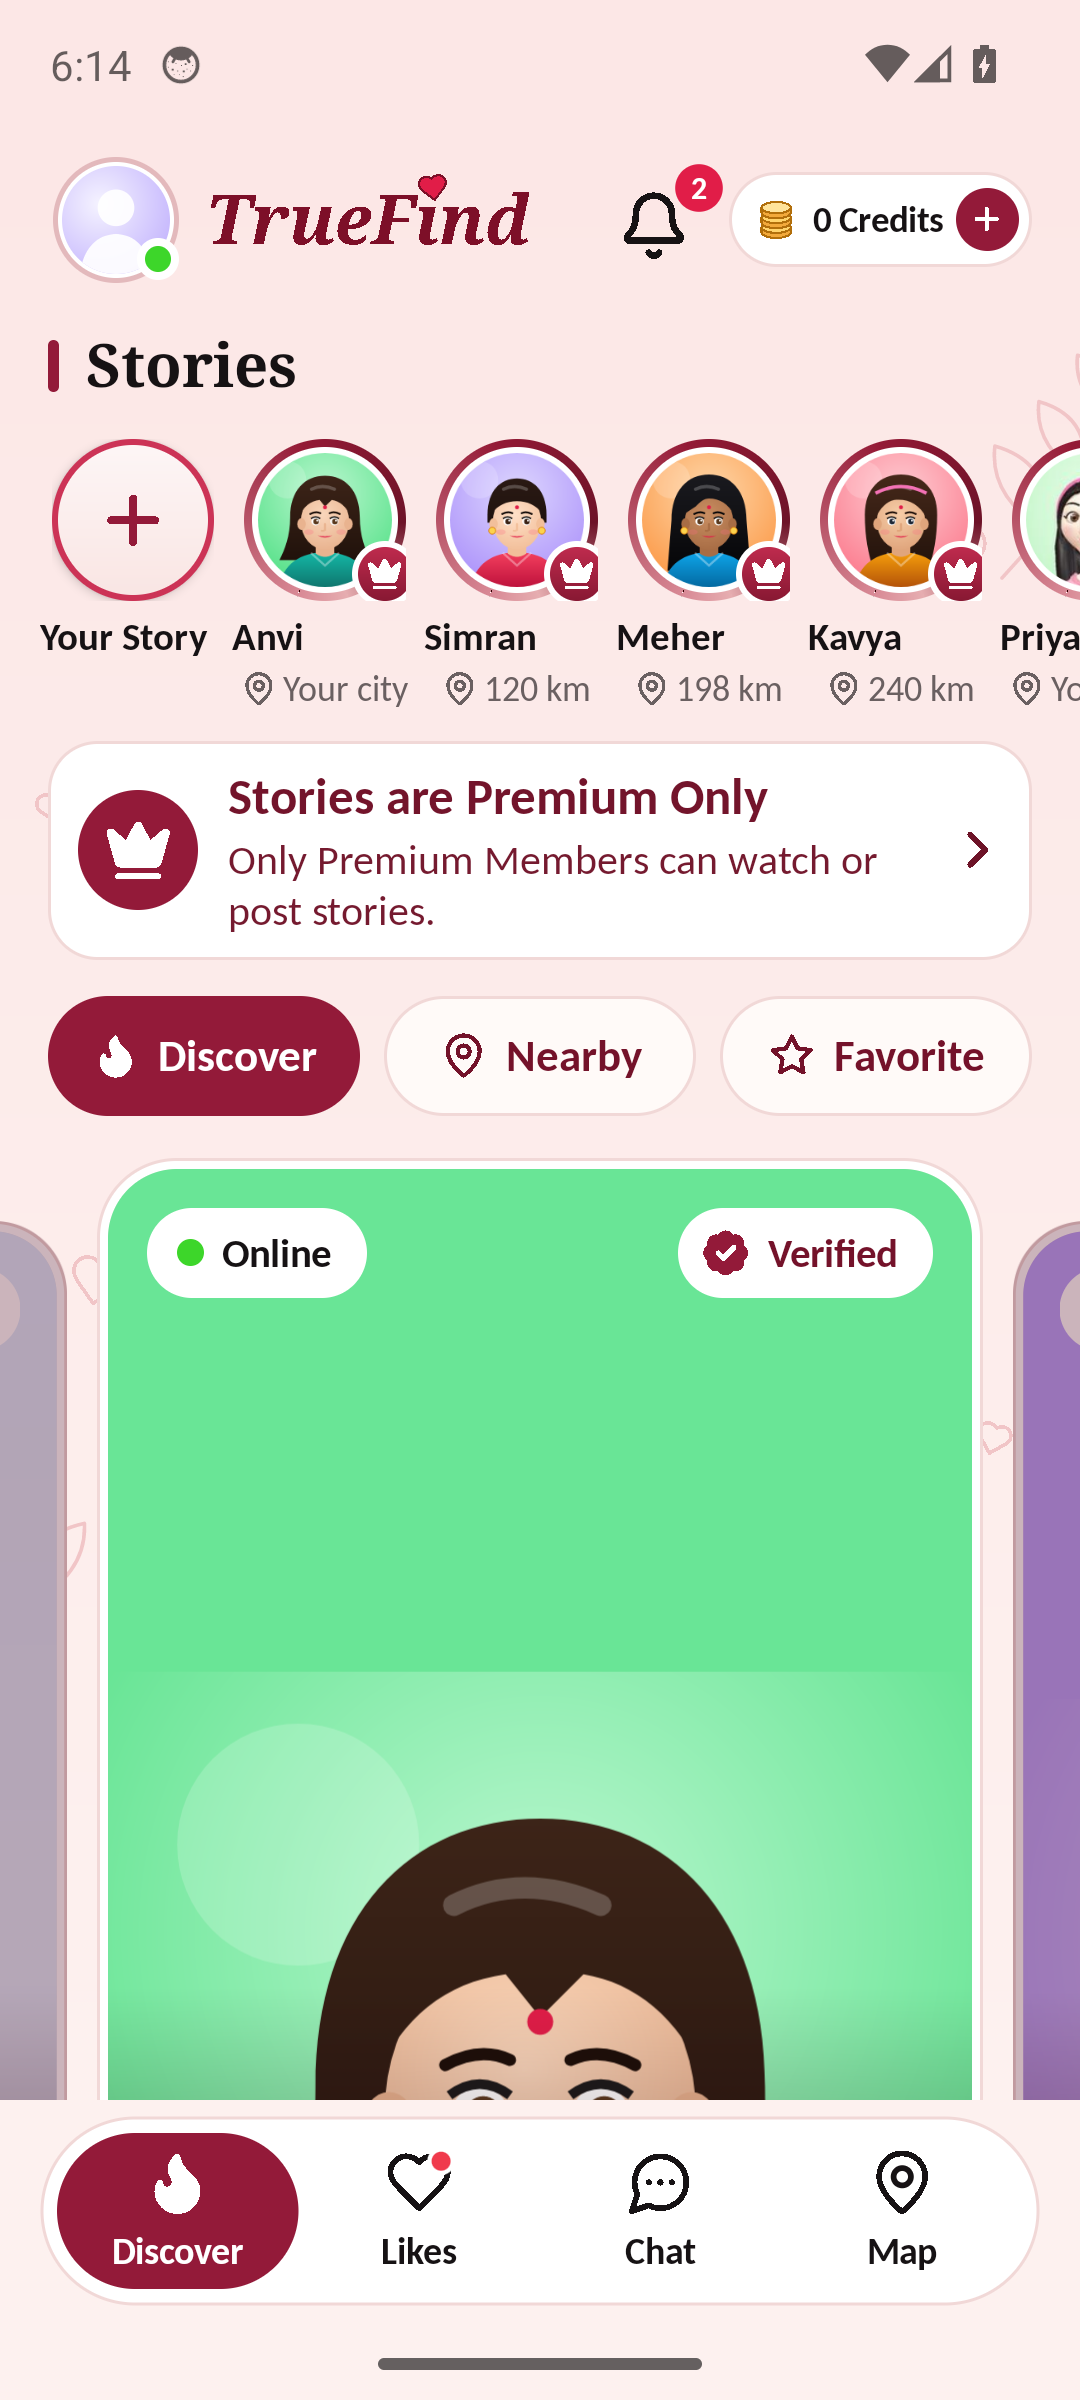 6:14
TrueFind
2
0 Credits
Stories
Your Story
Anvi
Simran
Meher
Kavya
Priya
Your city
120 km
198 km
240 km
Yo
Stories are Premium Only
Only Premium Members can watch or
post stories.
Discover
Nearby
Favorite
Online
Verified
Discover
Likes
Chat
Map